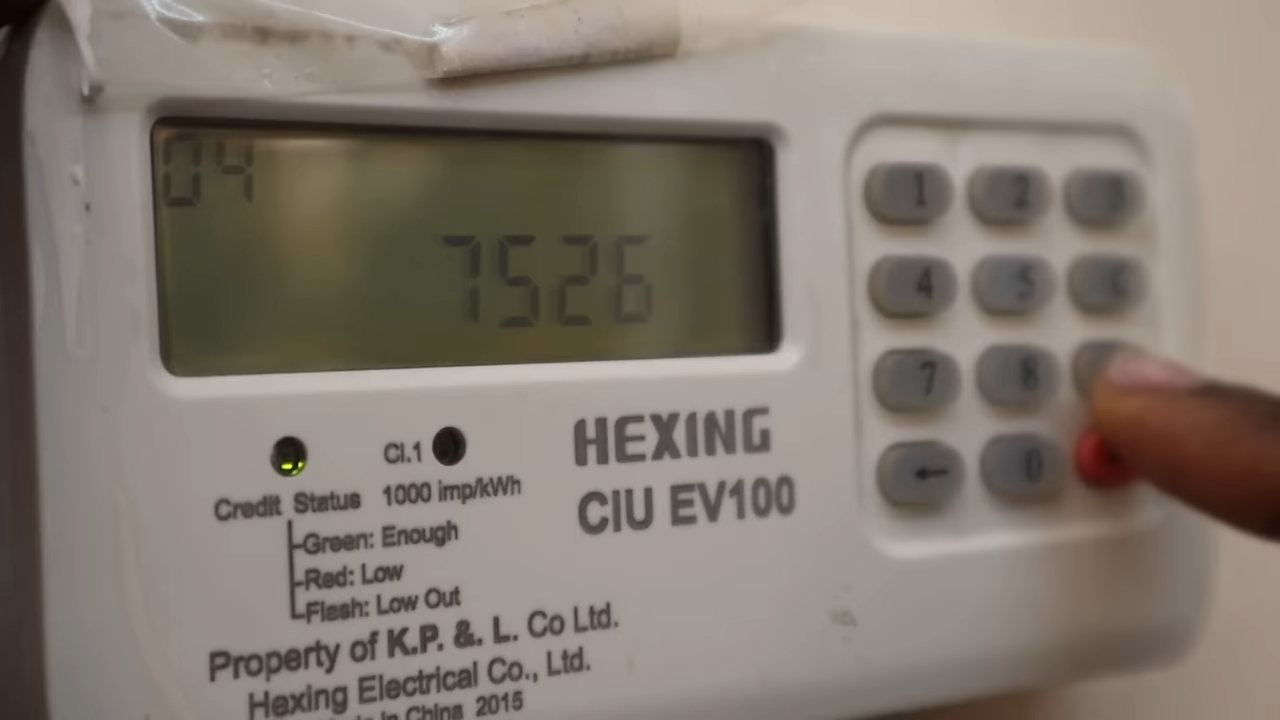 04
7526
1 2 3
4 5 6
7 8
← 0
Cl.1
1000 imp/kWh
Credit Status
Green: Enough
Red: Low
Flash: Low Out
HEXING
CIU EV100
Property of K.P. &. L. Co Ltd.
Hexing Electrical Co., Ltd.
in China 2015